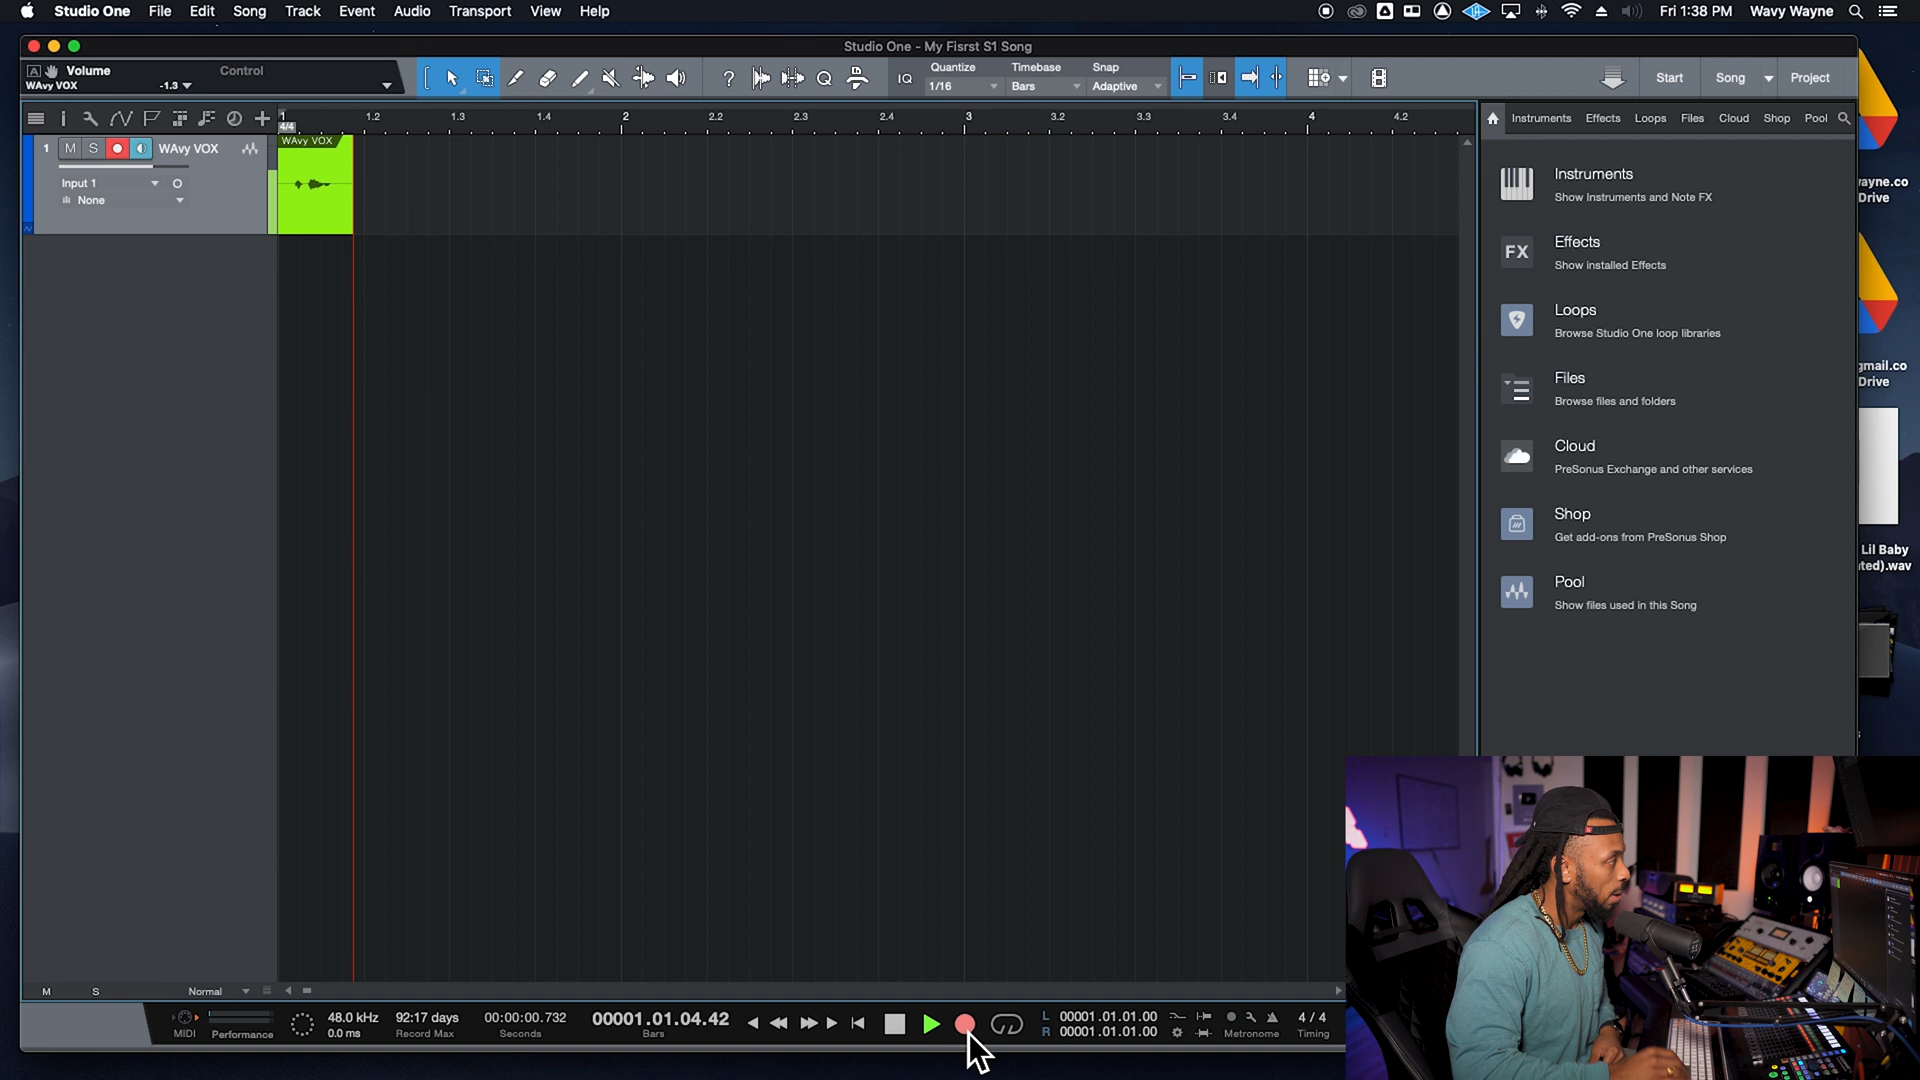 Studio One File Edit Song Track Event Audio Transport View Help Fri 1:38 PM Wavy Wayne
Studio One - My Fisrst S1 Song
Volume Control
WAvy VOX -1.3
IQ Quantize Timebase Snap
1/16 Bars Adaptive
Start Song Project
1 1.2 1.3 1.4 2 2.2 2.3 2.4 3 3.2 3.3 3.4 4 4.2
4/4
Instruments Effects Loops Files Cloud Shop Pool
1 M S WAvy VOX
Input 1
None
WAvy VOX
Instruments
Show Instruments and Note FX
FX
Effects
Show installed Effects
Loops
Browse Studio One loop libraries
Files
Browse files and folders
Cloud
PreSonus Exchange and other services
Shop
Get add-ons from PreSonus Shop
Pool
Show files used in this Song
ayne.co
Drive
gmail.co
Drive
Lil Baby
ted).wav
M S Normal
MIDI
Performance
48.0 kHz
0.0 ms
92:17 days
Record Max
00:00:00.732
Seconds
00001.01.04.42
Bars
L 00001.01.01.00
R 00001.01.01.00
Metronome
4 / 4
Timing